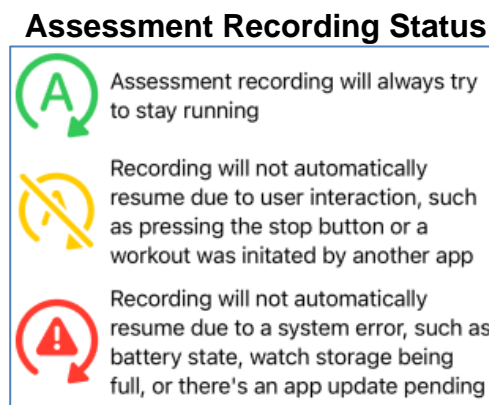 Assessment Recording Status
A
Assessment recording will always try
to stay running
A
Recording will not automatically
resume due to user interaction, such
as pressing the stop button or a
workout was initated by another app
Recording will not automatically
resume due to a system error, such as
battery state, watch storage being
full, or there's an app update pending